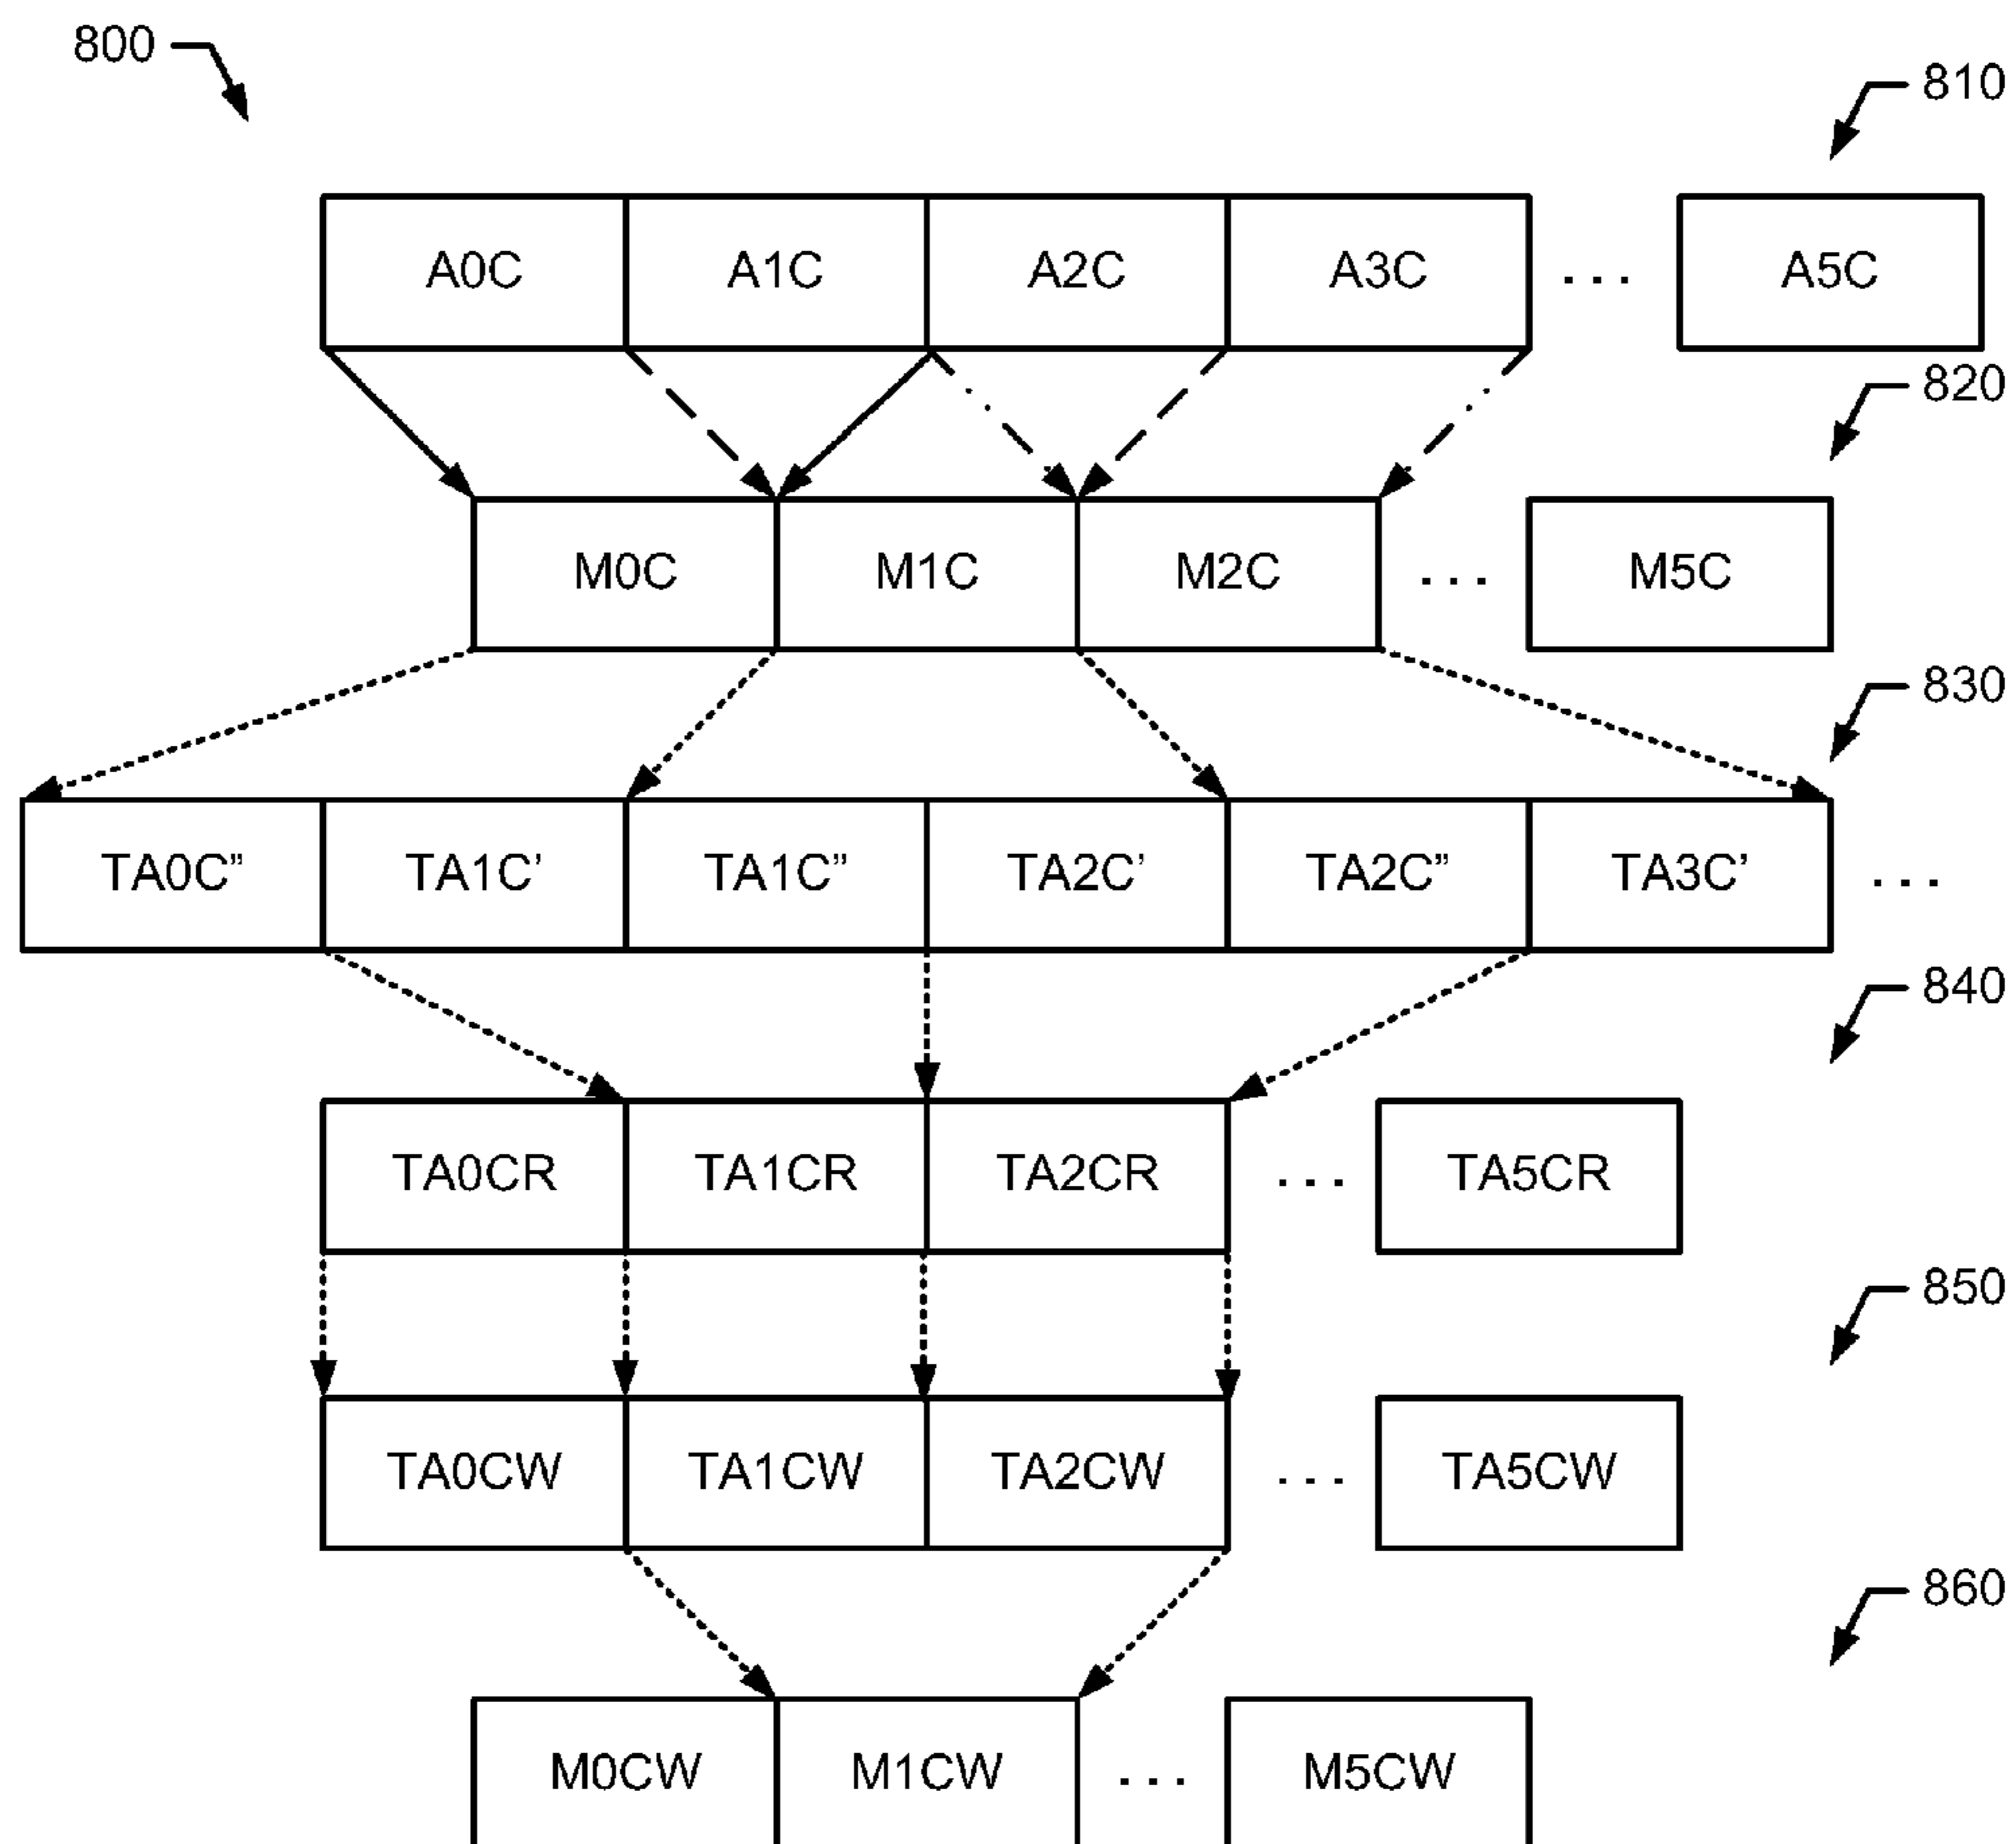 800
810
A0C A1C A2C A3C ... A5C
820
M0C M1C M2C ... M5C
830
TA0C” TA1C’ TA1C” TA2C’ TA2C” TA3C’ ...
840
TA0CR TA1CR TA2CR ... TA5CR
850
TA0CW TA1CW TA2CW ... TA5CW
860
M0CW M1CW ... M5CW